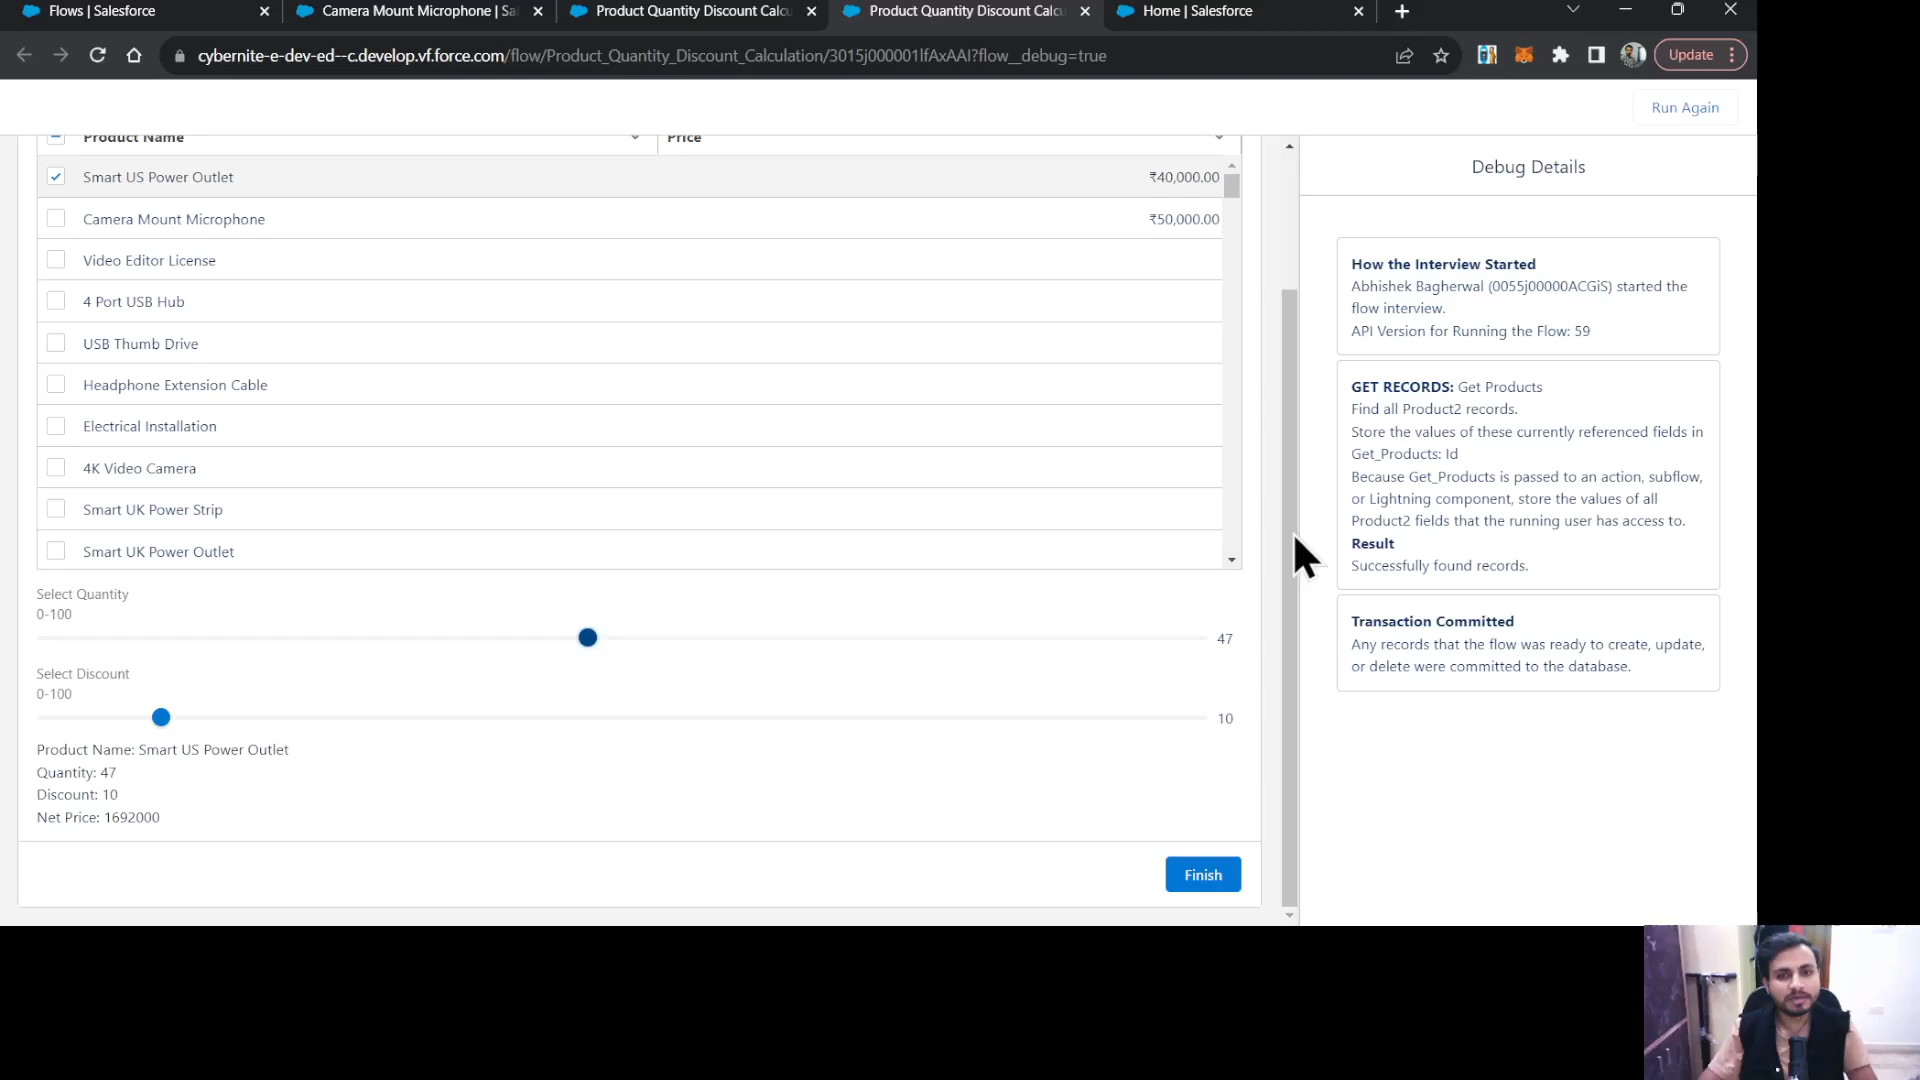 Flows | Salesforce
Camera Mount Microphone | Sa
Product Quantity Discount Calcu
Product Quantity Discount Calcu
Home | Salesforce
cybernite-e-dev-ed--c.develop.vf.force.com/flow/Product_Quantity_Discount_Calculation/3015j000001lfAxAAI?flow__debug=true
Update
Run Again
Product Name
Price
Smart US Power Outlet
₹40,000.00
Camera Mount Microphone
₹50,000.00
Video Editor License
4 Port USB Hub
USB Thumb Drive
Headphone Extension Cable
Electrical Installation
4K Video Camera
Smart UK Power Strip
Smart UK Power Outlet
Select Quantity
0-100
47
Select Discount
0-100
10
Product Name: Smart US Power Outlet
Quantity: 47
Discount: 10
Net Price: 1692000
Finish
Debug Details
How the Interview Started
Abhishek Bagherwal (0055j00000ACGiS) started the
flow interview.
API Version for Running the Flow: 59
GET RECORDS: Get Products
Find all Product2 records.
Store the values of these currently referenced fields in
Get_Products: Id
Because Get_Products is passed to an action, subflow,
or Lightning component, store the values of all
Product2 fields that the running user has access to.
Result
Successfully found records.
Transaction Committed
Any records that the flow was ready to create, update,
or delete were committed to the database.